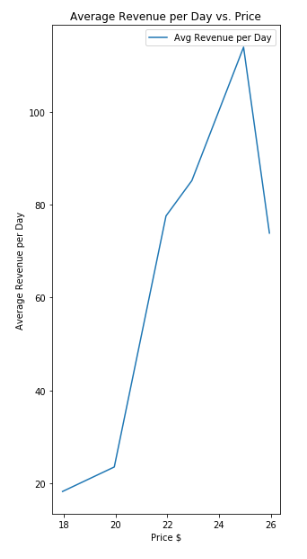 Average Revenue per Day vs. Price
Avg Revenue per Day
100
80
60
40
20
Average Revenue per Day
18 20 22 24 26
Price $